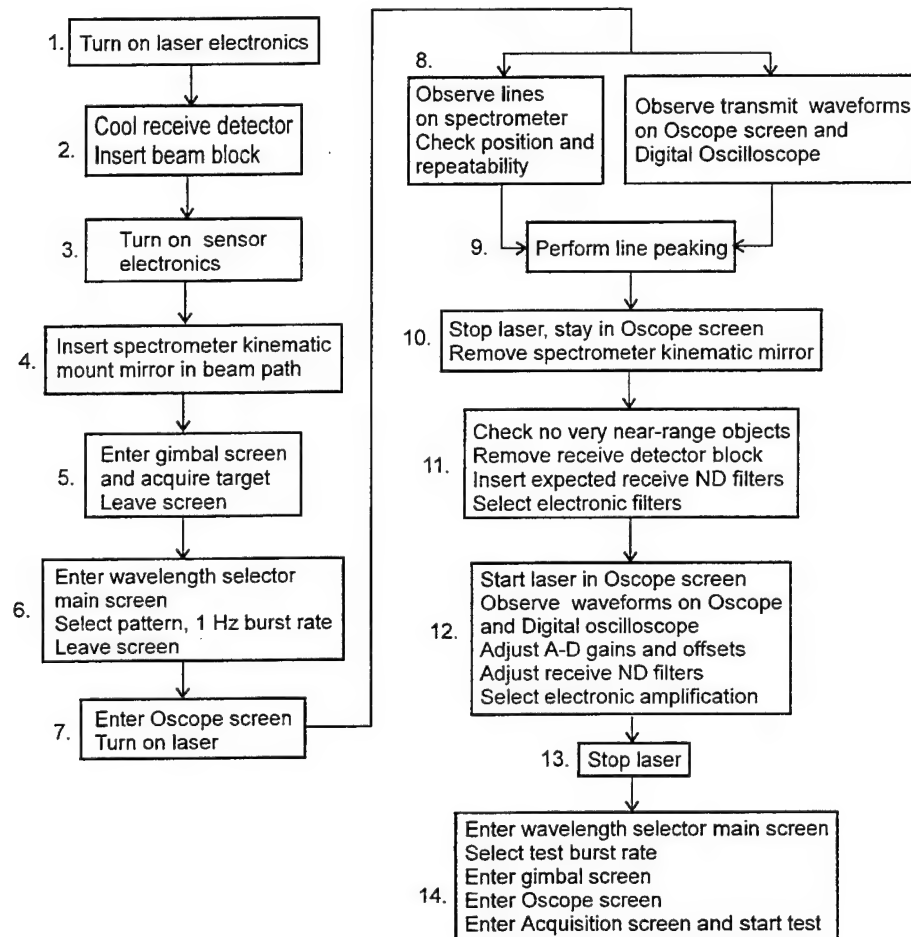 1. Turn on laser electronics
2. Cool receive detector
Insert beam block
3. Turn on sensor
electronics
4. Insert spectrometer kinematic
mount mirror in beam path
5. Enter gimbal screen
and acquire target
Leave screen
6. Enter wavelength selector
main screen
Select pattern, 1 Hz burst rate
Leave screen
7. Enter Oscope screen
Turn on laser
8.
Observe lines
on spectrometer
Check position and
repeatability
Observe transmit waveforms
on Oscope screen and
Digital Oscilloscope
9. Perform line peaking
10. Stop laser, stay in Oscope screen
Remove spectrometer kinematic mirror
11. Check no very near-range objects
Remove receive detector block
Insert expected receive ND filters
Select electronic filters
12. Start laser in Oscope screen
Observe waveforms on Oscope
and Digital oscilloscope
Adjust A-D gains and offsets
Adjust receive ND filters
Select electronic amplification
13. Stop laser
14. Enter wavelength selector main screen
Select test burst rate
Enter gimbal screen
Enter Oscope screen
Enter Acquisition screen and start test